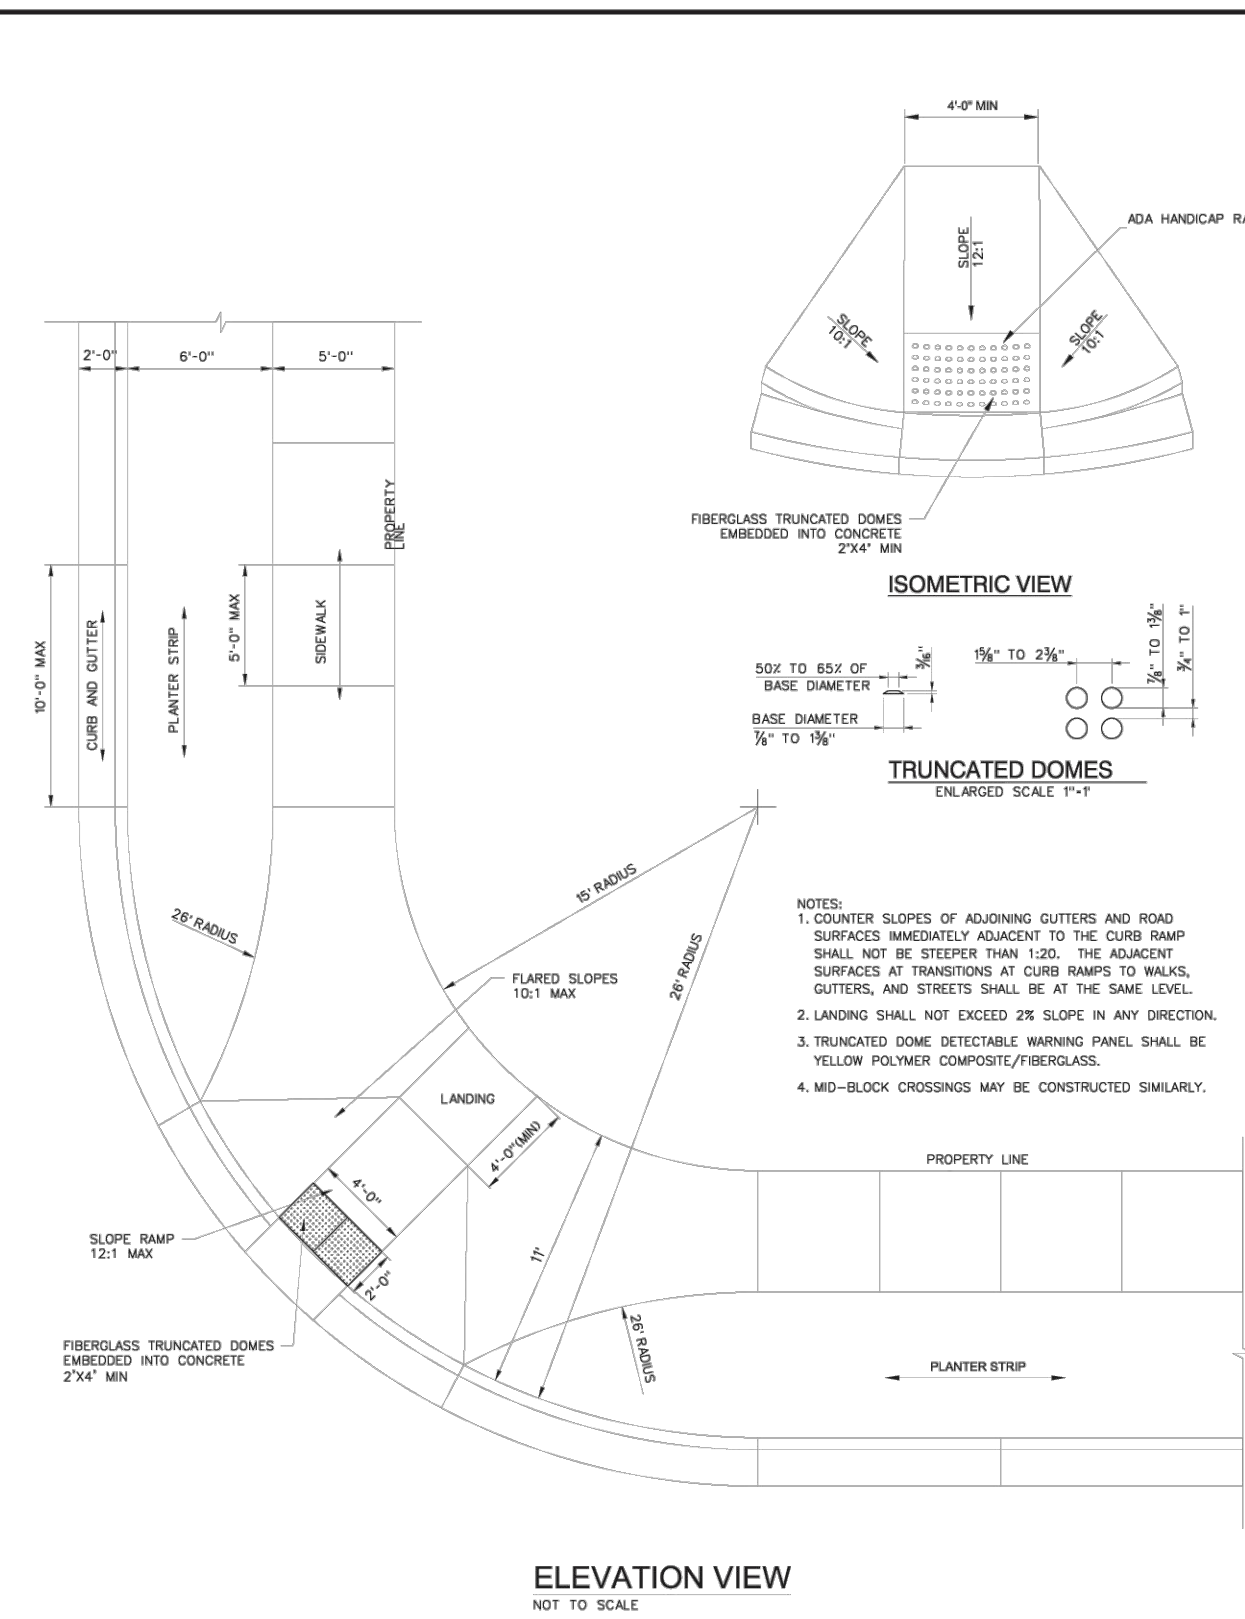 4'-0" MIN
ADA HANDICAP RA
SLOPE
12:1
SLOPE
10:1
SLOPE
10:1
FIBERGLASS TRUNCATED DOMES
EMBEDDED INTO CONCRETE
2"X4" MIN
ISOMETRIC VIEW
2'-0"
6'-0"
5'-0"
PROPERTY
LINE
10'-0" MAX
CURB AND GUTTER
PLANTER STRIP
5'-0" MAX
SIDEWALK
50% TO 65% OF
BASE DIAMETER
3/16"
BASE DIAMETER
7/8" TO 1 3/8"
1 5/8" TO 2 3/8"
7/8" TO 1 3/8"
3/4" TO 1"
TRUNCATED DOMES
ENLARGED SCALE 1"-1'
15' RADIUS
26' RADIUS
26' RADIUS
FLARED SLOPES
10:1 MAX
NOTES:
1. COUNTER SLOPES OF ADJOINING GUTTERS AND ROAD
SURFACES IMMEDIATELY ADJACENT TO THE CURB RAMP
SHALL NOT BE STEEPER THAN 1:20. THE ADJACENT
SURFACES AT TRANSITIONS AT CURB RAMPS TO WALKS,
GUTTERS, AND STREETS SHALL BE AT THE SAME LEVEL.
2. LANDING SHALL NOT EXCEED 2% SLOPE IN ANY DIRECTION.
3. TRUNCATED DOME DETECTABLE WARNING PANEL SHALL BE
YELLOW POLYMER COMPOSITE/FIBERGLASS.
4. MID-BLOCK CROSSINGS MAY BE CONSTRUCTED SIMILARLY.
LANDING
4'-0"(MIN)
4'-0"
PROPERTY LINE
SLOPE RAMP
12:1 MAX
11'
2'-0"
FIBERGLASS TRUNCATED DOMES
EMBEDDED INTO CONCRETE
2"X4" MIN
26' RADIUS
PLANTER STRIP
ELEVATION VIEW
NOT TO SCALE